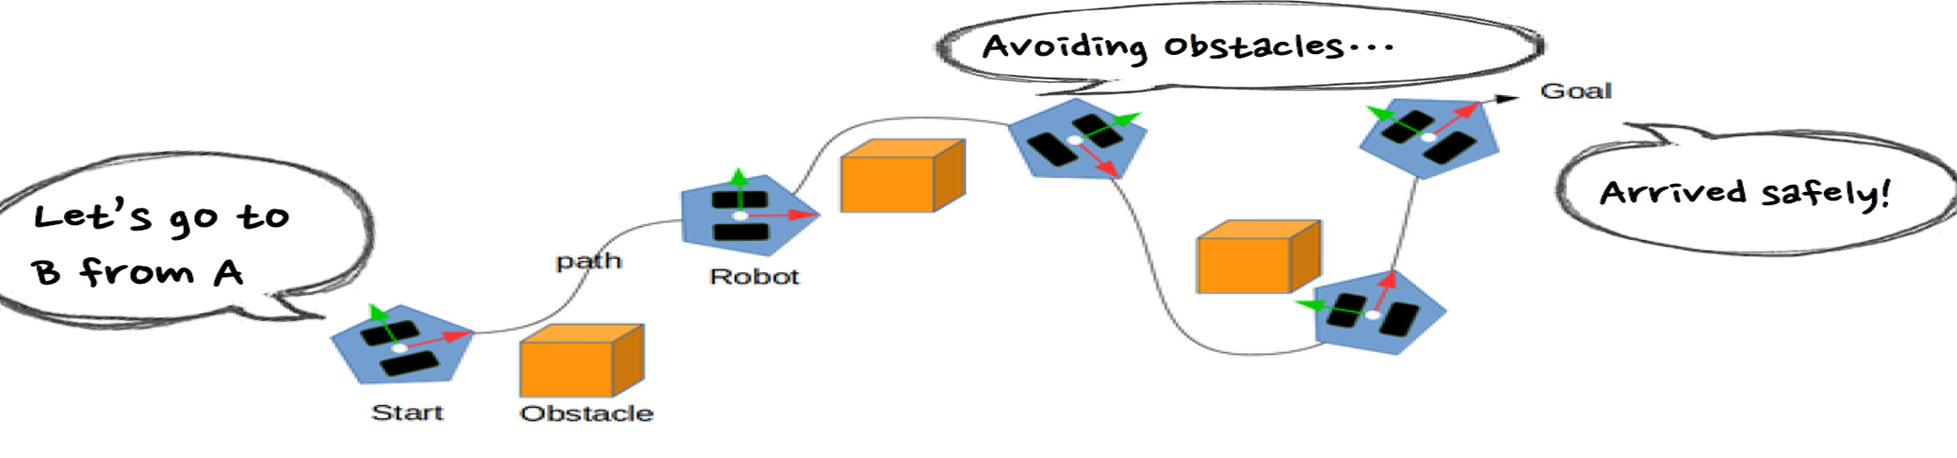 Let's go to
B from A
Start
path
Obstacle
Robot
Avoiding Obstacles...
Goal
Arrived safely!